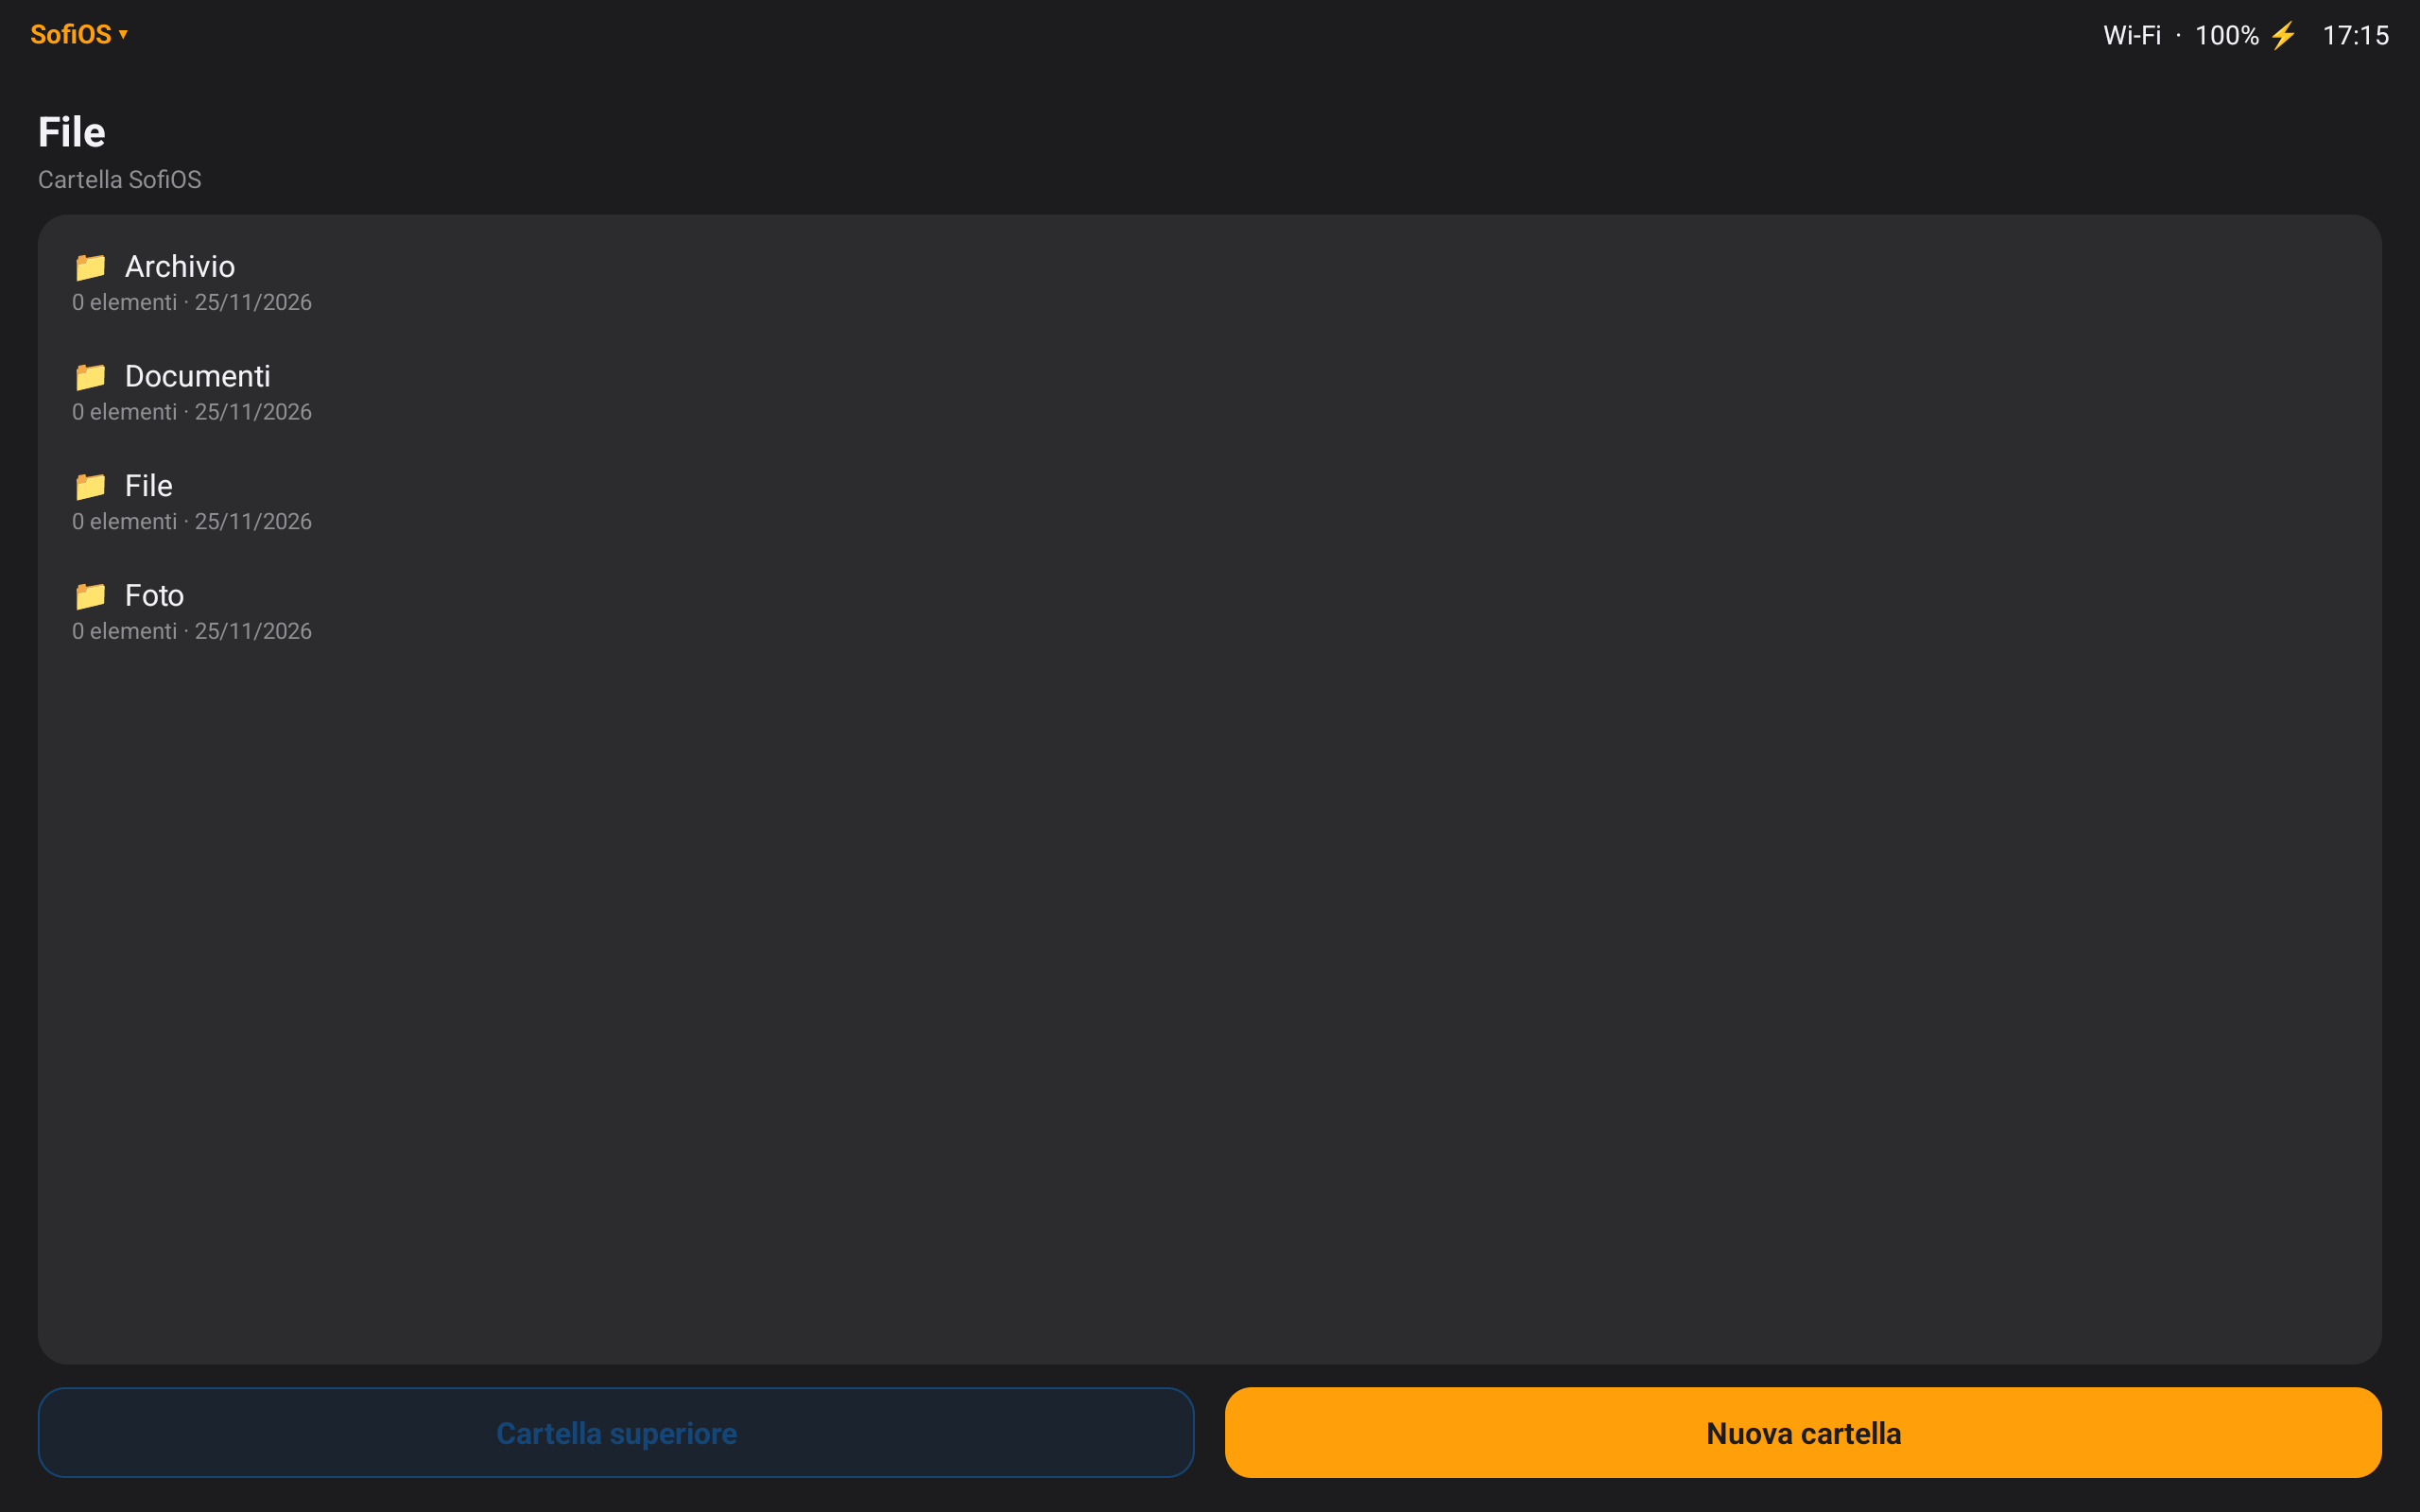 SofiOS ▾
Wi-Fi · 100% ⚡ 17:15
File
Cartella SofiOS
📁 Archivio
0 elementi · 25/11/2026
📁 Documenti
0 elementi · 25/11/2026
📁 File
0 elementi · 25/11/2026
📁 Foto
0 elementi · 25/11/2026
Cartella superiore
Nuova cartella